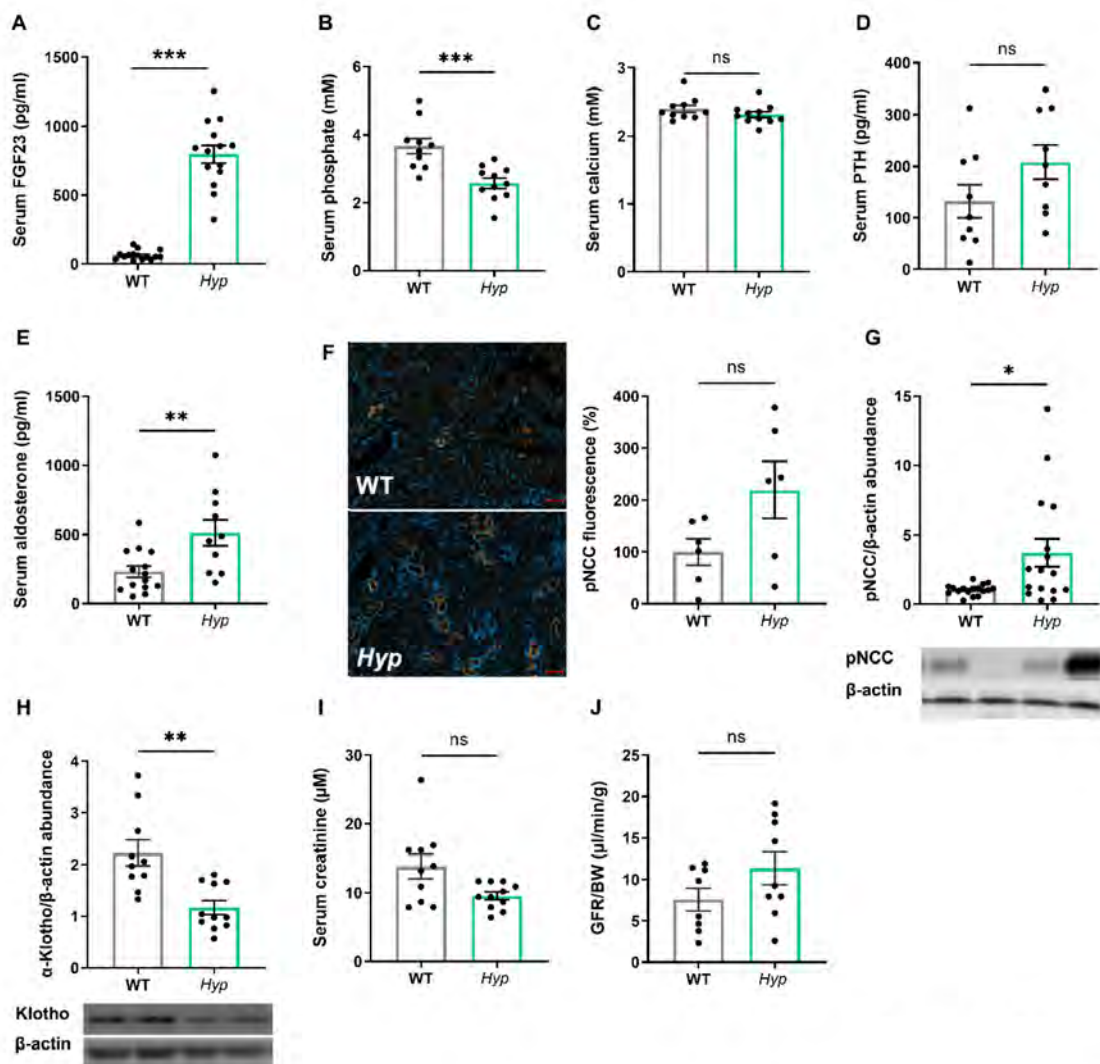 A
Serum FGF23 (pg/ml)
1500
1000
500
0
***
WT
Hyp
B
Serum phosphate (mM)
6
4
2
0
***
WT
Hyp
C
Serum calcium (mM)
3
2
1
0
ns
WT
Hyp
D
Serum PTH (pg/ml)
400
300
200
100
0
ns
WT
Hyp
E
Serum aldosterone (pg/ml)
1500
1000
500
0
**
WT
Hyp
F
WT
Hyp
pNCC fluorescence (%)
400
300
200
100
0
ns
WT
Hyp
G
pNCC/β-actin abundance
15
10
5
0
*
WT
Hyp
pNCC
β-actin
H
α-Klotho/β-actin abundance
4
3
2
1
0
**
WT
Hyp
Klotho
β-actin
I
Serum creatinine (µM)
30
20
10
0
ns
WT
Hyp
J
GFR/BW (µl/min/g)
25
20
15
10
5
0
ns
WT
Hyp